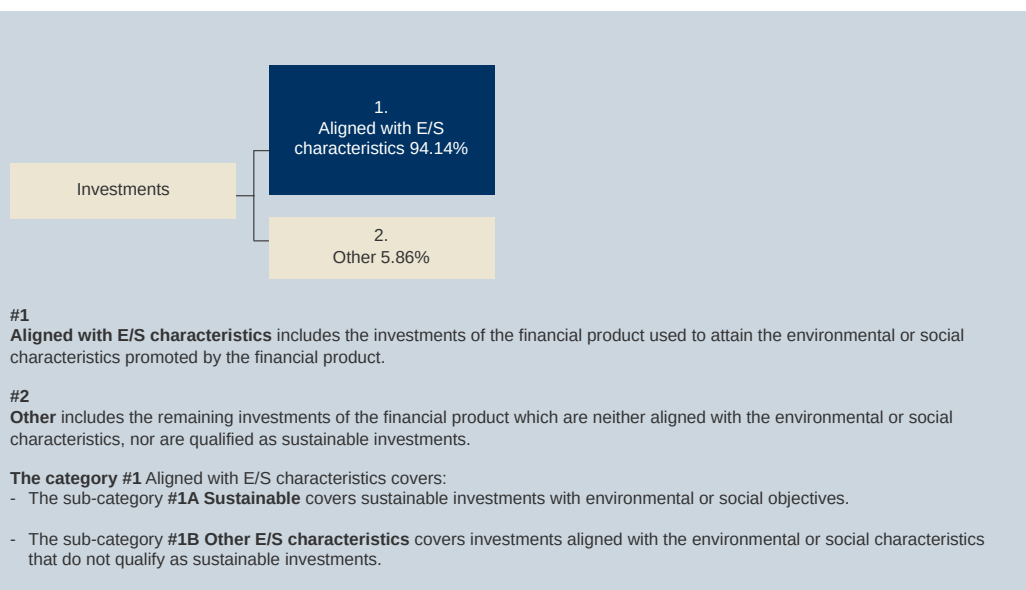 1.
Aligned with E/S
characteristics 94.14%
Investments
2.
Other 5.86%
#1
Aligned with E/S characteristics includes the investments of the financial product used to attain the environmental or social
characteristics promoted by the financial product.
#2
Other includes the remaining investments of the financial product which are neither aligned with the environmental or social
characteristics, nor are qualified as sustainable investments.
The category #1 Aligned with E/S characteristics covers:
- The sub-category #1A Sustainable covers sustainable investments with environmental or social objectives.
- The sub-category #1B Other E/S characteristics covers investments aligned with the environmental or social characteristics
that do not qualify as sustainable investments.